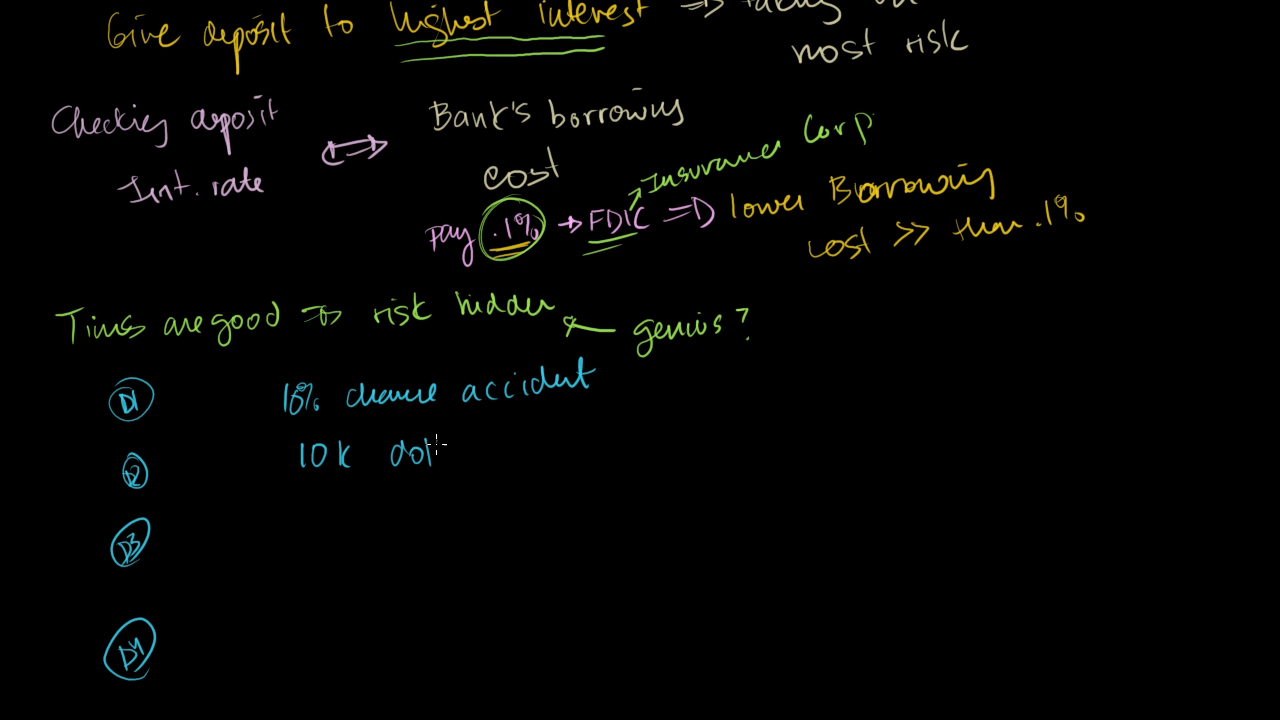 Give deposit to highest interest =>
most risk
Checking deposit
Int. rate
Bank's borrowing
cost
Pay .1% → FDIC => lower Borrowing
cost >> than .1%
Insurance Corp
Times are good => risk hidden ← genius?
D1
10% chance accident
D2
10k dol
D3
D4